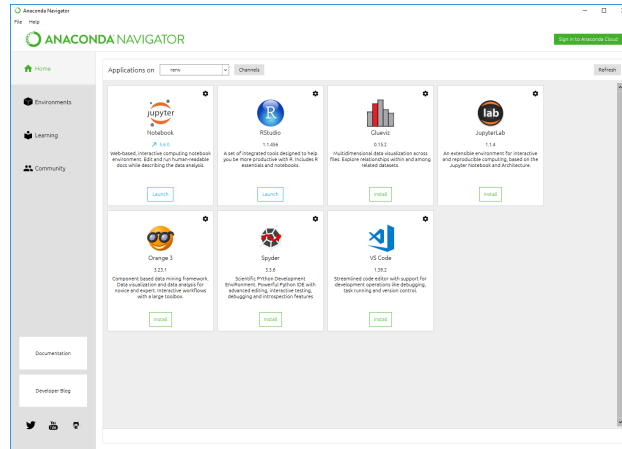 Anaconda Navigator
File Help
ANACONDA NAVIGATOR
Sign in to Anaconda Cloud
Home
Applications on renv Channels
Refresh
Environments
Learning
Community
jupyter
Notebook
5.6.0
Web-based, interactive computing notebook
environment. Edit and run human-readable
docs while describing the data analysis.
Launch
R
RStudio
1.1.456
A set of integrated tools designed to help
you be more productive with R. Includes R
essentials and notebooks.
Launch
Glueviz
0.15.2
Multidimensional data visualization across
files. Explore relationships within and among
related datasets.
Install
lab
JupyterLab
1.1.4
An extensible environment for interactive
and reproducible computing, based on the
Jupyter Notebook and Architecture.
Install
Orange 3
3.23.1
Component based data mining framework.
Data visualization and data analysis for
novice and expert. Interactive workflows
with a large toolbox.
Install
Spyder
3.3.6
Scientific PYthon Development
EnviRonment. Powerful Python IDE with
advanced editing, interactive testing,
debugging and introspection features
Install
VS Code
1.39.2
Streamlined code editor with support for
development operations like debugging,
task running and version control.
Install
Documentation
Developer Blog
You
Tube